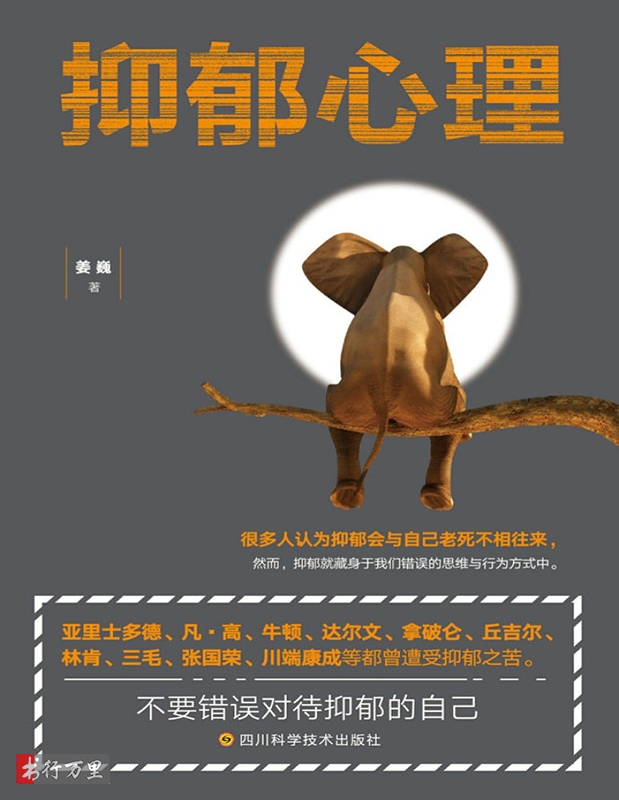 抑郁心理
姜巍
著
很多人认为抑郁会与自己老死不相往来，
然而，抑郁就藏身于我们错误的思维与行为方式中。
亚里士多德、凡·高、牛顿、达尔文、拿破仑、丘吉尔、
林肯、三毛、张国荣、川端康成等都曾遭受抑郁之苦。
不要错误对待抑郁的自己
四川科学技术出版社
书行万里